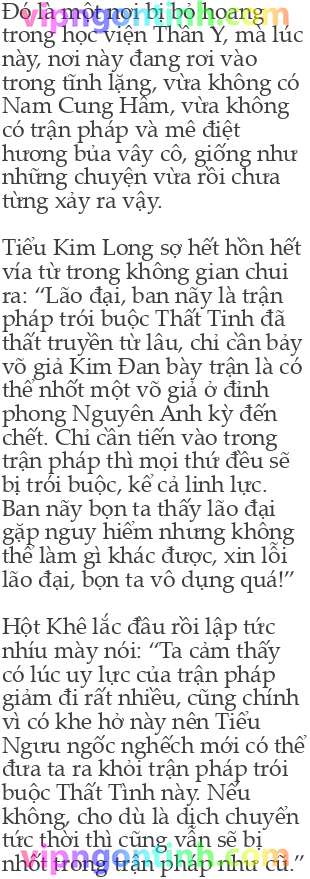 Đó là một nơi bị bỏ hoang
vipngontinh.com
trong học viện Thần Y, mà lúc
này, nơi này đang rơi vào
trong tĩnh lặng, vừa không có
Nam Cung Hâm, vừa không
có trận pháp và mê điệt
hương bủa vây cô, giống như
những chuyện vừa rồi chưa
từng xảy ra vậy.
Tiểu Kim Long sợ hết hồn hết
vía từ trong không gian chui
ra: “Lão đại, ban nãy là trận
pháp trói buộc Thất Tinh đã
thất truyền từ lâu, chỉ cần bảy
võ giả Kim Đan bày trận là có
thể nhốt một võ giả ở đỉnh
phong Nguyên Anh kỳ đến
chết. Chỉ cần tiến vào trong
trận pháp thì mọi thứ đều sẽ
bị trói buộc, kể cả linh lực.
Ban nãy bọn ta thấy lão đại
gặp nguy hiểm nhưng không
thể làm gì khác được, xin lỗi
lão đại, bọn ta vô dụng quá!”
Hột Khê lắc đầu rồi lập tức
nhíu mày nói: “Ta cảm thấy
có lúc uy lực của trận pháp
giảm đi rất nhiều, cũng chính
vì có khe hở này nên Tiểu
Ngưu ngốc nghếch mới có thể
đưa ta ra khỏi trận pháp trói
buộc Thất Tình này. Nếu
không, cho dù là dịch chuyển
tức thời thì cũng vẫn sẽ bị
nhốt trong trận pháp như cũ.”
vipngontinh.com